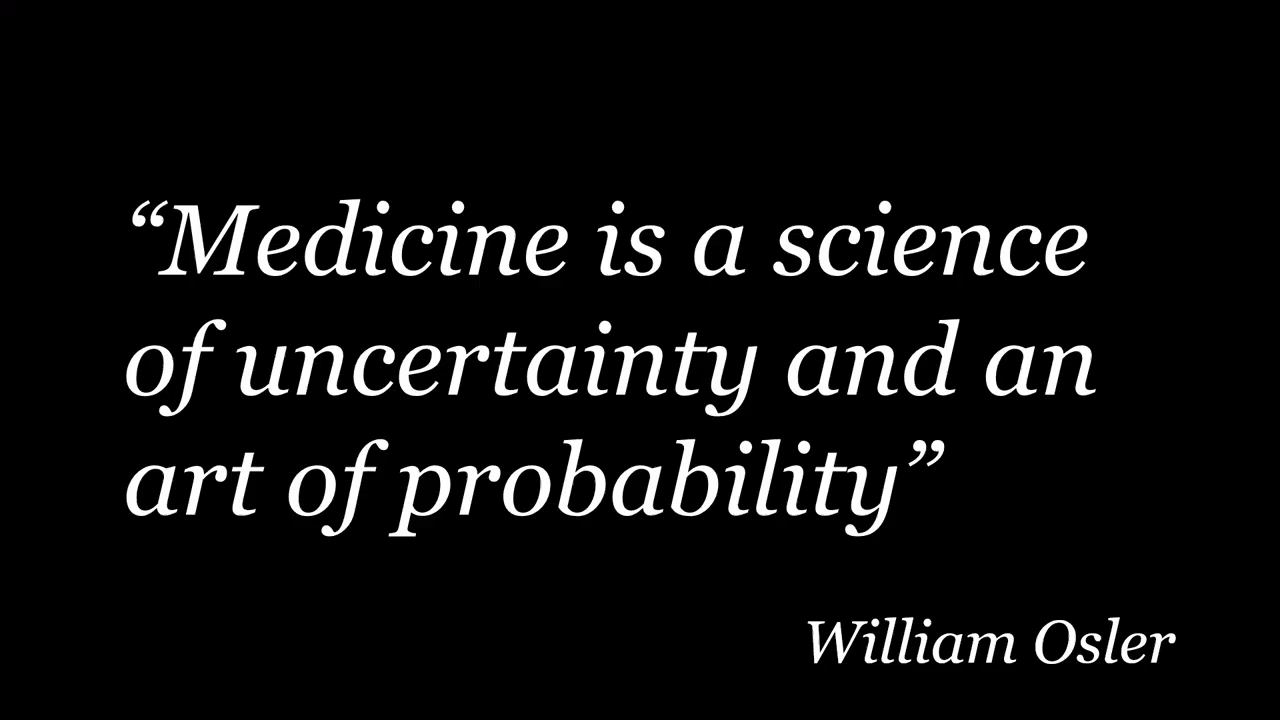 “Medicine is a science
of uncertainty and an
art of probability”
William Osler